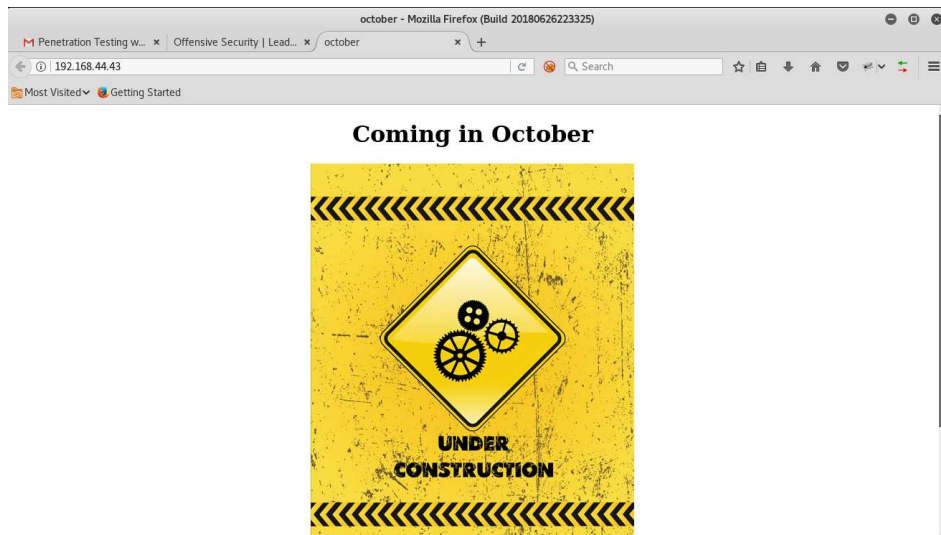 october - Mozilla Firefox (Build 20180626223325)
Penetration Testing w... Offensive Security | Lead... october
192.168.44.43 Search
Most Visited Getting Started
Coming in October
UNDER
CONSTRUCTION